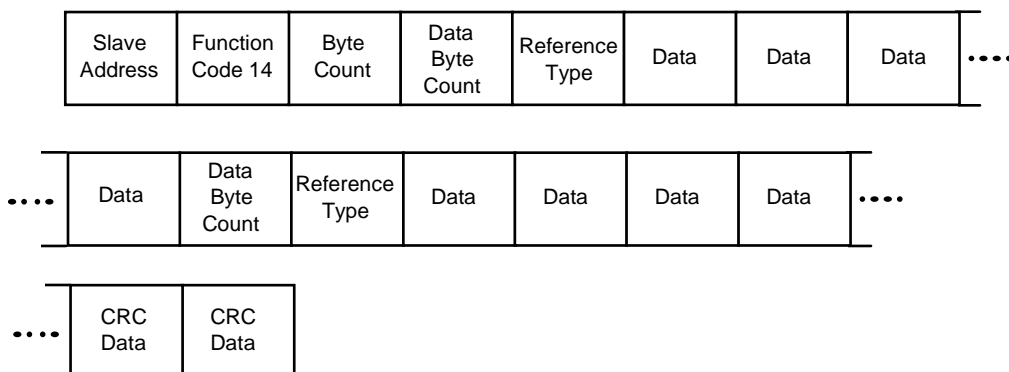 Slave Address
Function Code 14
Byte Count
Data Byte Count
Reference Type
Data
Data
Data
Data
Data Byte Count
Reference Type
Data
Data
Data
Data
CRC Data
CRC Data